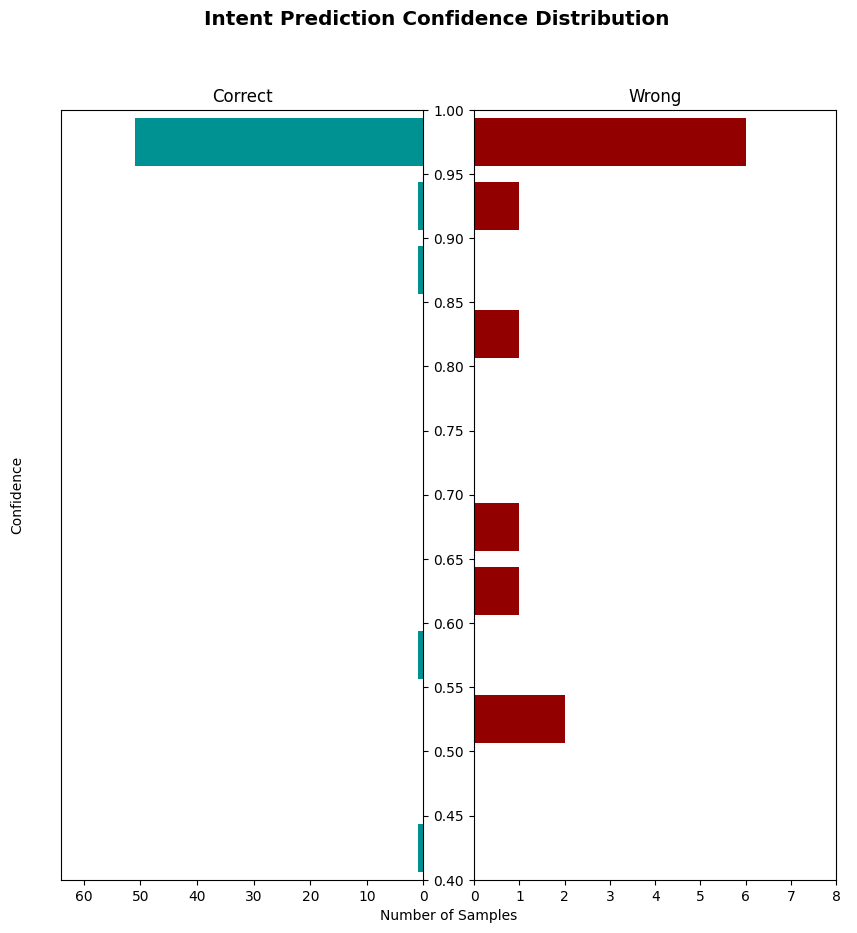 Intent Prediction Confidence Distribution
Correct
Wrong
Confidence
1.00
0.95
0.90
0.85
0.80
0.75
0.70
0.65
0.60
0.55
0.50
0.45
0.40
60 50 40 30 20 10 0
0 1 2 3 4 5 6 7 8
Number of Samples